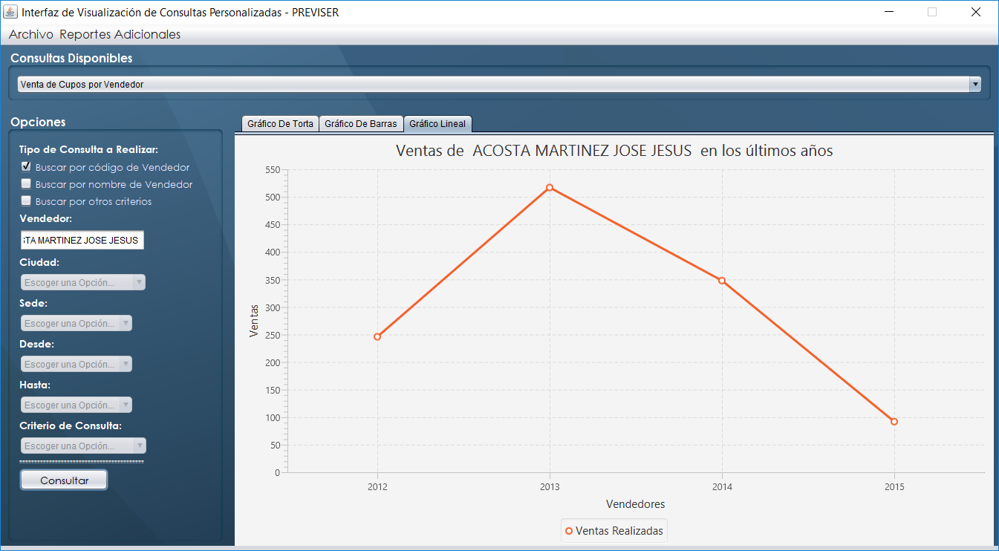 Interfaz de Visualización de Consultas Personalizadas - PREVISER
Archivo Reportes Adicionales
Consultas Disponibles
Venta de Cupos por Vendedor
Opciones
Tipo de Consulta a Realizar:
Buscar por código de Vendedor
Buscar por nombre de Vendedor
Buscar por otros criterios
Vendedor:
STA MARTINEZ JOSE JESUS
Ciudad:
Escoger una Opción...
Sede:
Escoger una Opción...
Desde:
Escoger una Opción...
Hasta:
Escoger una Opción...
Criterio de Consulta:
Escoger una Opción...
Consultar
Gráfico De Torta Gráfico De Barras Gráfico Lineal
Ventas de ACOSTA MARTINEZ JOSE JESUS en los últimos años
Ventas
550
500
450
400
350
300
250
200
150
100
50
0
2012 2013 2014 2015
Vendedores
Ventas Realizadas